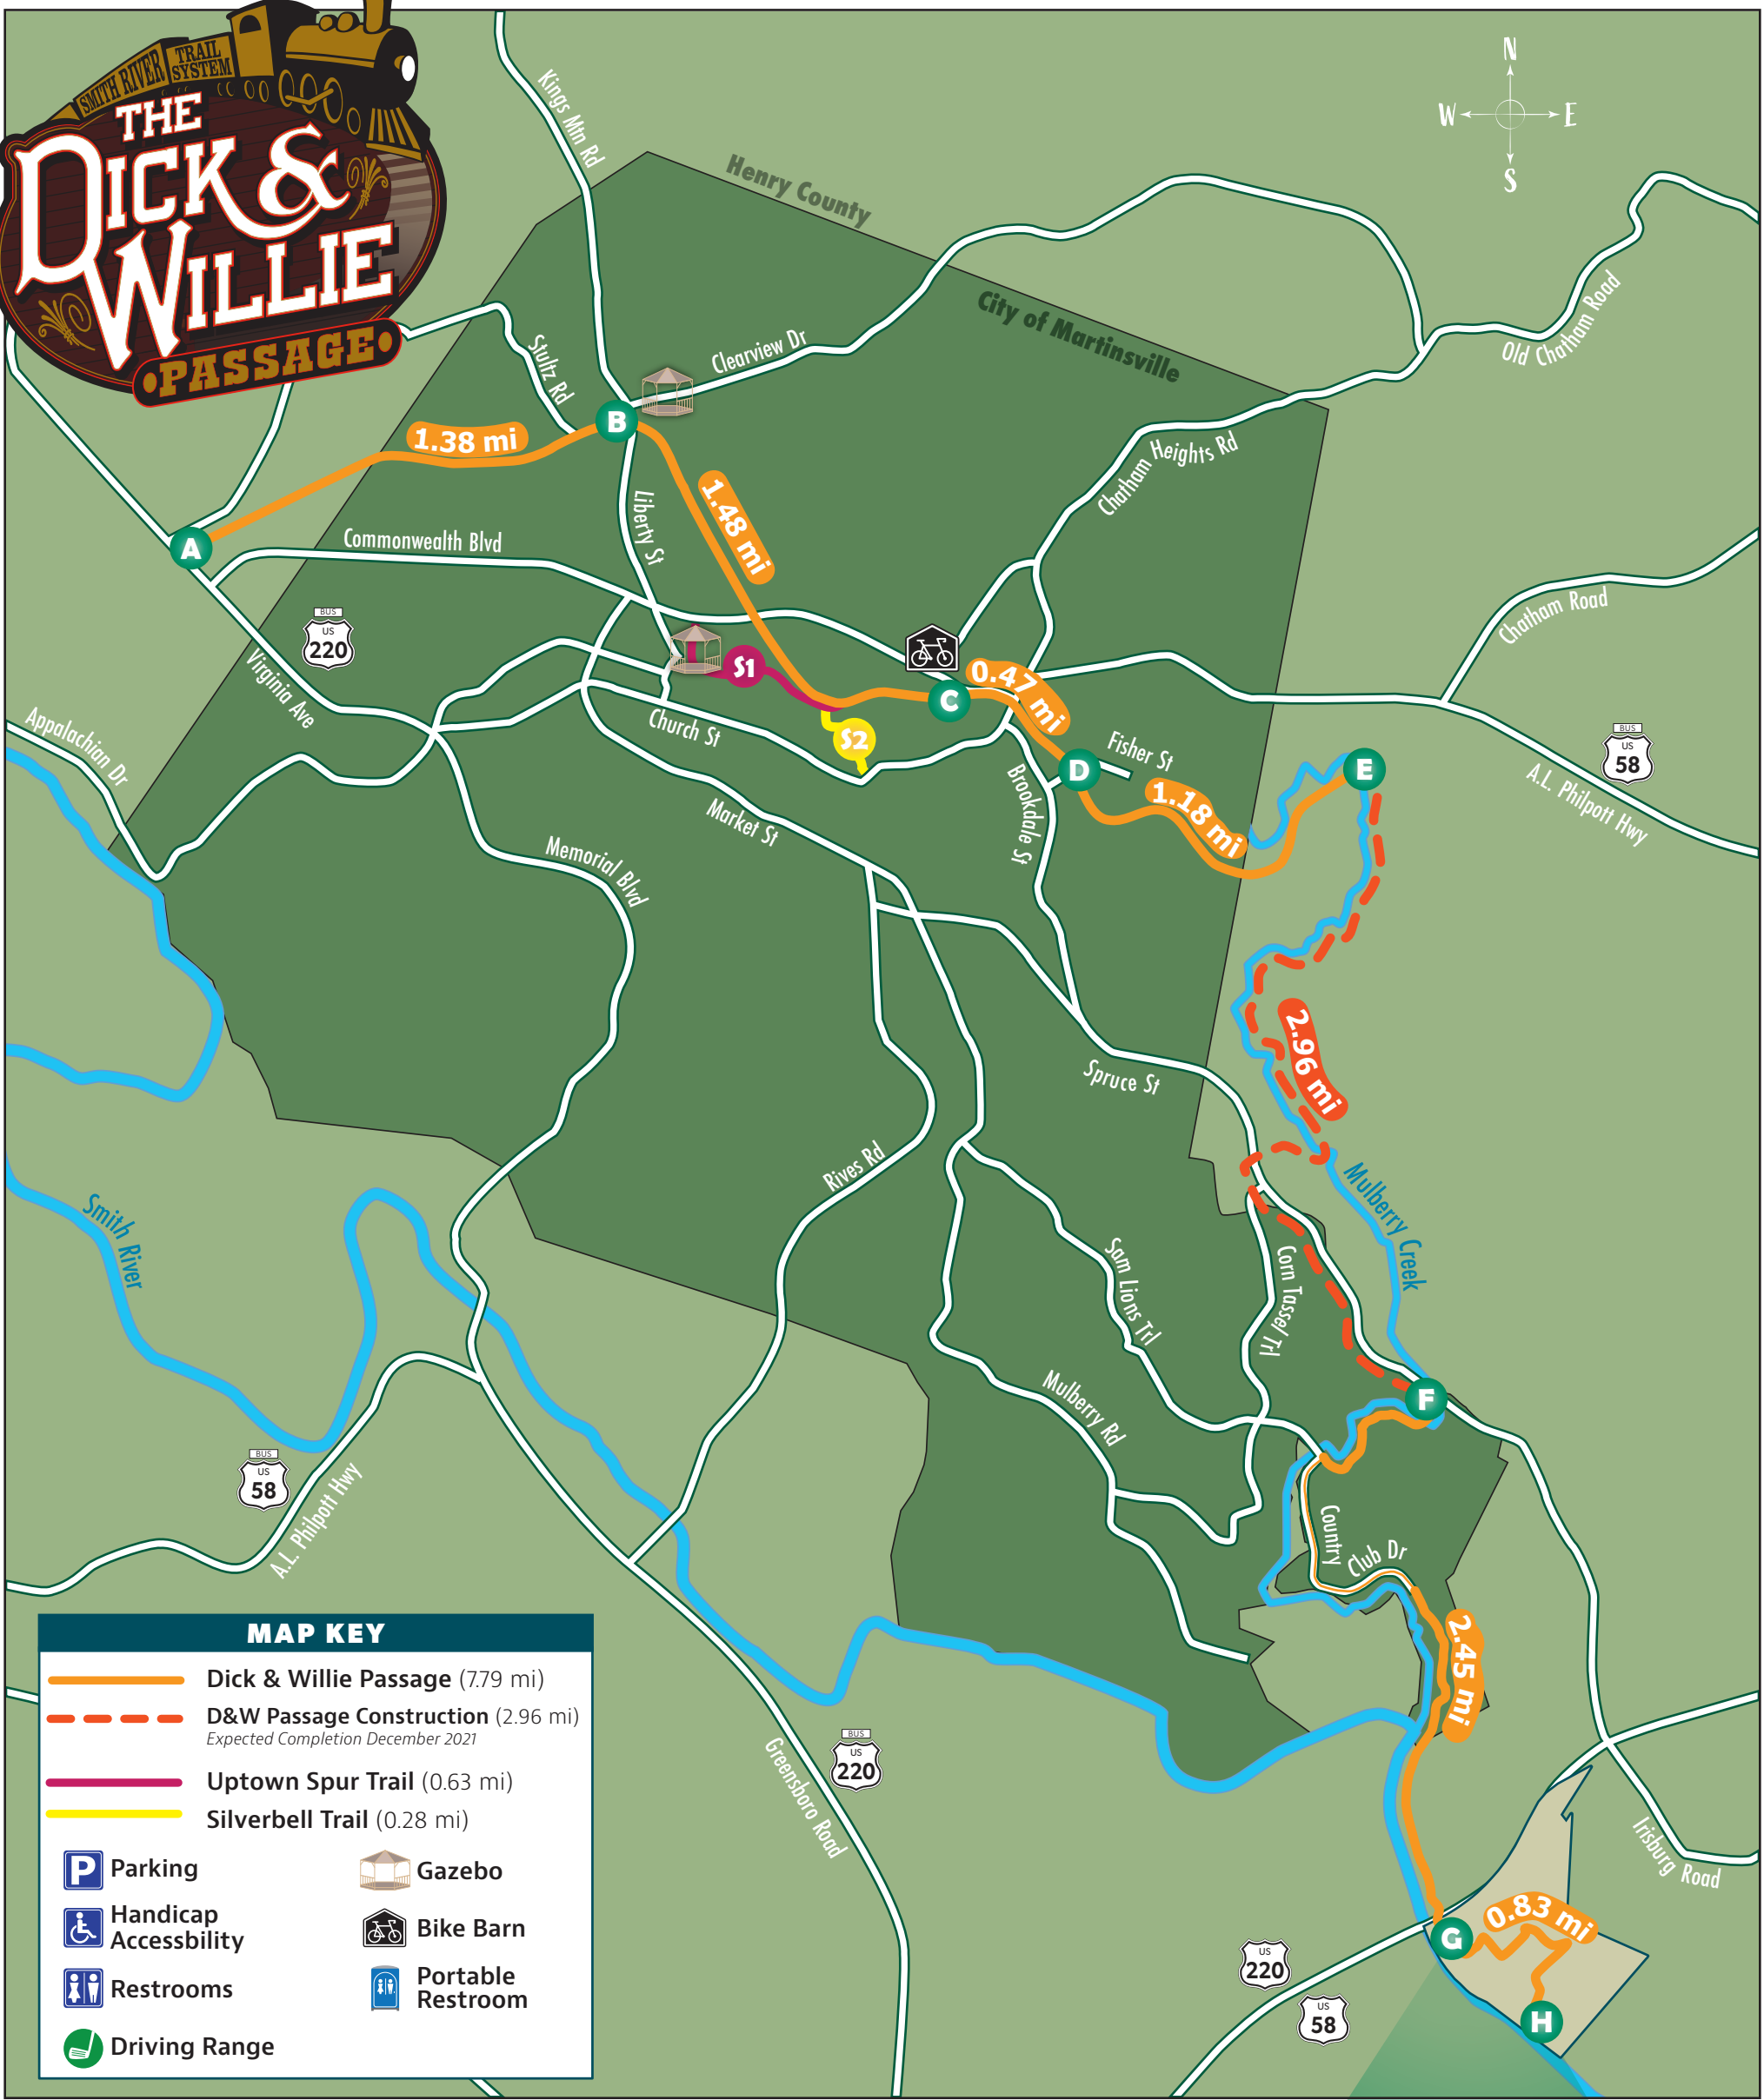 SMITH RIVER
TRAIL
SYSTEM
THE
DICK &
WILLIE
PASSAGE
N
W E
S
Kings Mtn Rd
Henry County
City of Martinsville
Old Chatham Road
Stultz Rd
Clearview Dr
B
1.38 mi
Chatham Heights Rd
1.48 mi
Liberty St
A
Commonwealth Blvd
BUS
US
220
Chatham Road
Virginia Ave
S1
C
0.47 mi
Appalachian Dr
Church St
S2
BUS
US
58
Fisher St
D
E
A.L. Philpott Hwy
Brookdale St
1.18 mi
Market St
Memorial Blvd
2.96 mi
Spruce St
Rives Rd
Mulberry Creek
Smith River
Sam Lions Trl
Corn Tassel Trl
Mulberry Rd
F
BUS
US
58
A.L. Philpott Hwy
Country
Club Dr
2.45 mi
MAP KEY
Dick & Willie Passage (7.79 mi)
D&W Passage Construction (2.96 mi)
Expected Completion December 2021
Uptown Spur Trail (0.63 mi)
Silverbell Trail (0.28 mi)
P Parking
Gazebo
Handicap
Accessbility
Bike Barn
Restrooms
Portable
Restroom
Driving Range
BUS
US
220
Greensboro Road
Irisburg Road
0.83 mi
G
US
220
US
58
H